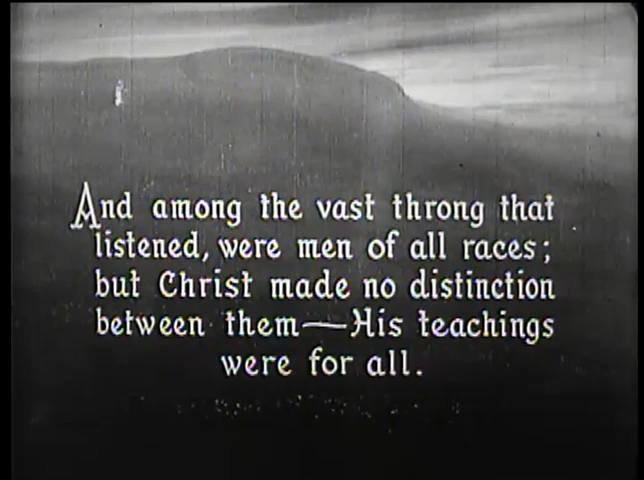 And among the vast throng that
listened, were men of all races;
but Christ made no distinction
between them—His teachings
were for all.